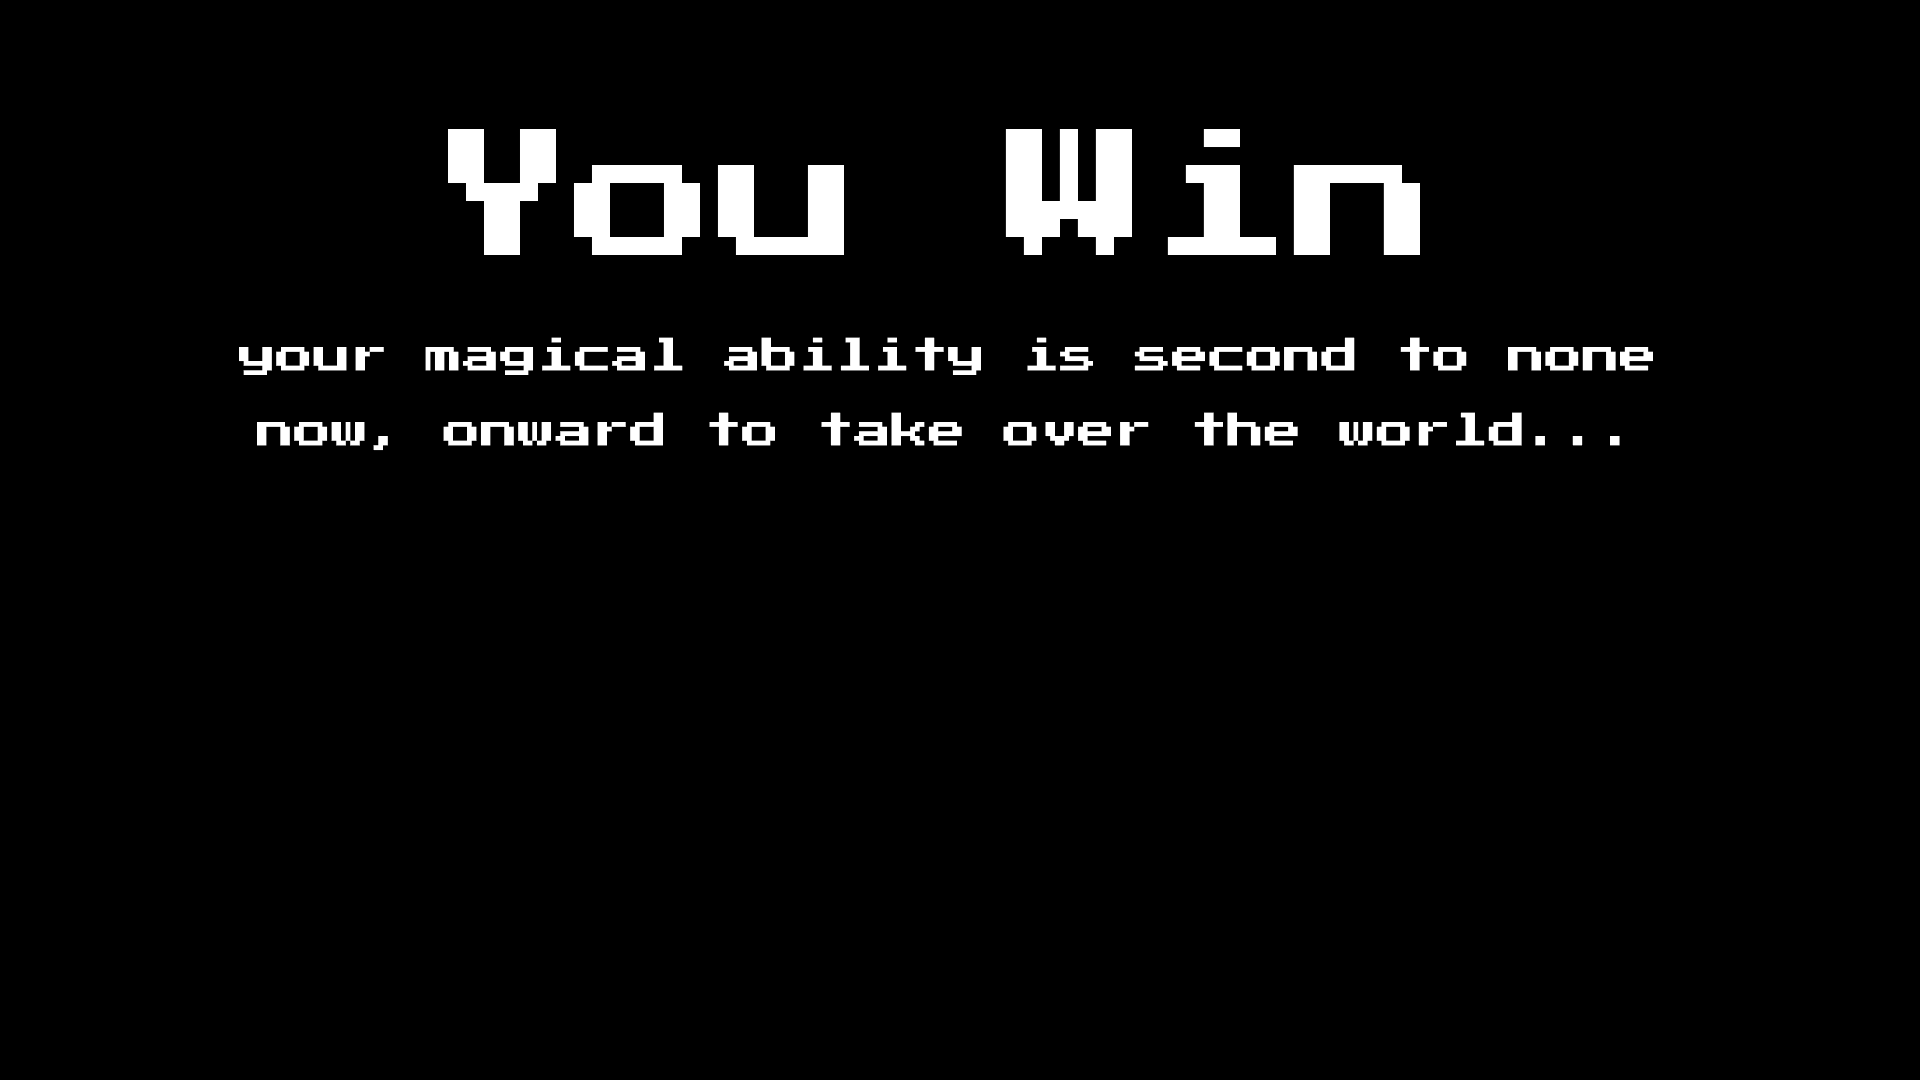 You Win
your magical ability is second to none
now, onward to take over the world...